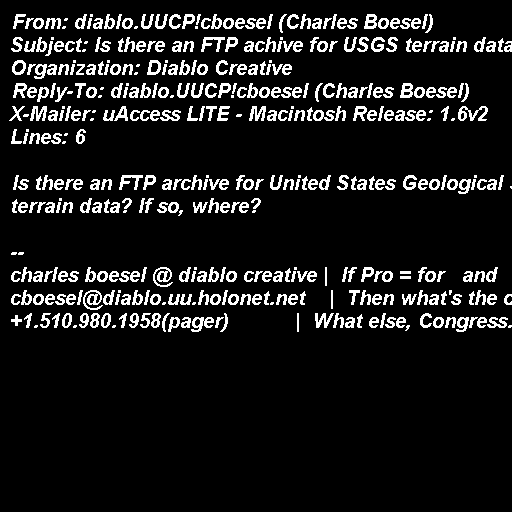 From: diablo.UUCP!cboesel (Charles Boesel)
Subject: Is there an FTP achive for USGS terrain data
Organization: Diablo Creative
Reply-To: diablo.UUCP!cboesel (Charles Boesel)
X-Mailer: uAccess LITE - Macintosh Release: 1.6v2
Lines: 6

Is there an FTP archive for United States Geological
terrain data? If so, where?

--
charles boesel @ diablo creative | If Pro = for and
cboesel@diablo.uu.holonet.net | Then what's the
+1.510.980.1958(pager) | What else, Congress.